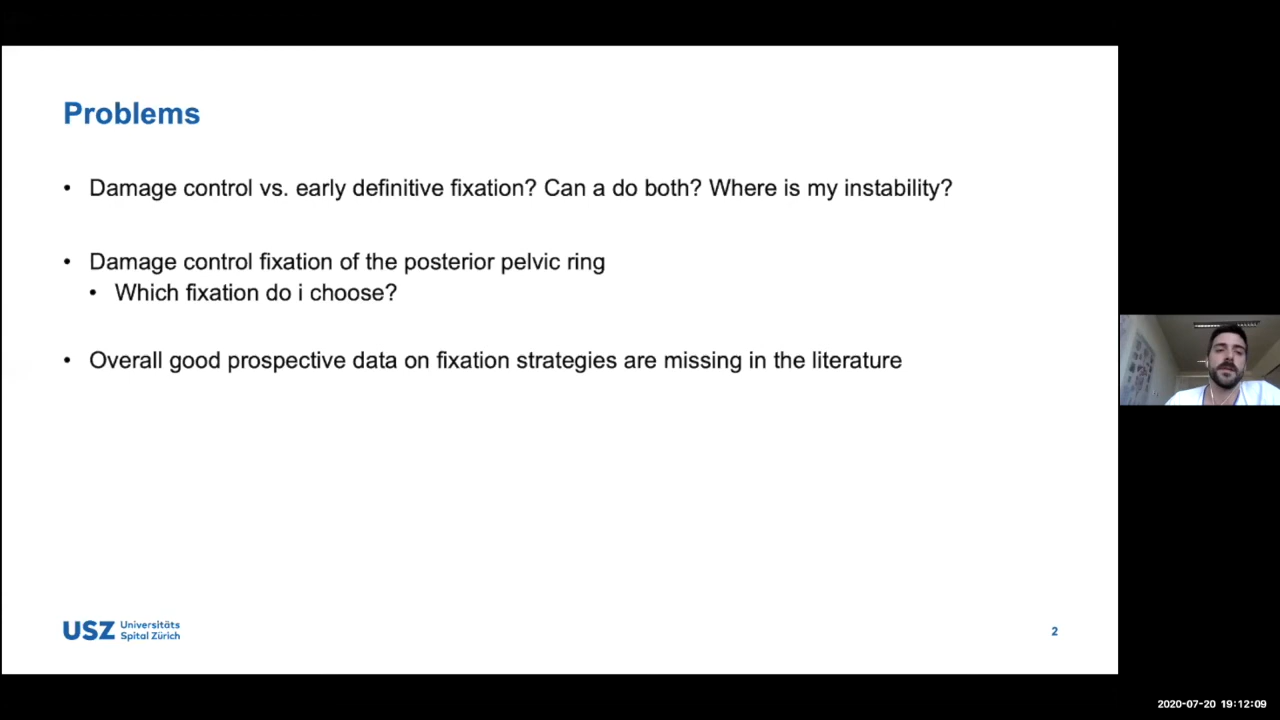 Problems
• Damage control vs. early definitive fixation? Can a do both? Where is my instability?
• Damage control fixation of the posterior pelvic ring
• Which fixation do i choose?
• Overall good prospective data on fixation strategies are missing in the literature
USZ Universitäts
Spital Zürich
2
2020-07-20 19:12:09